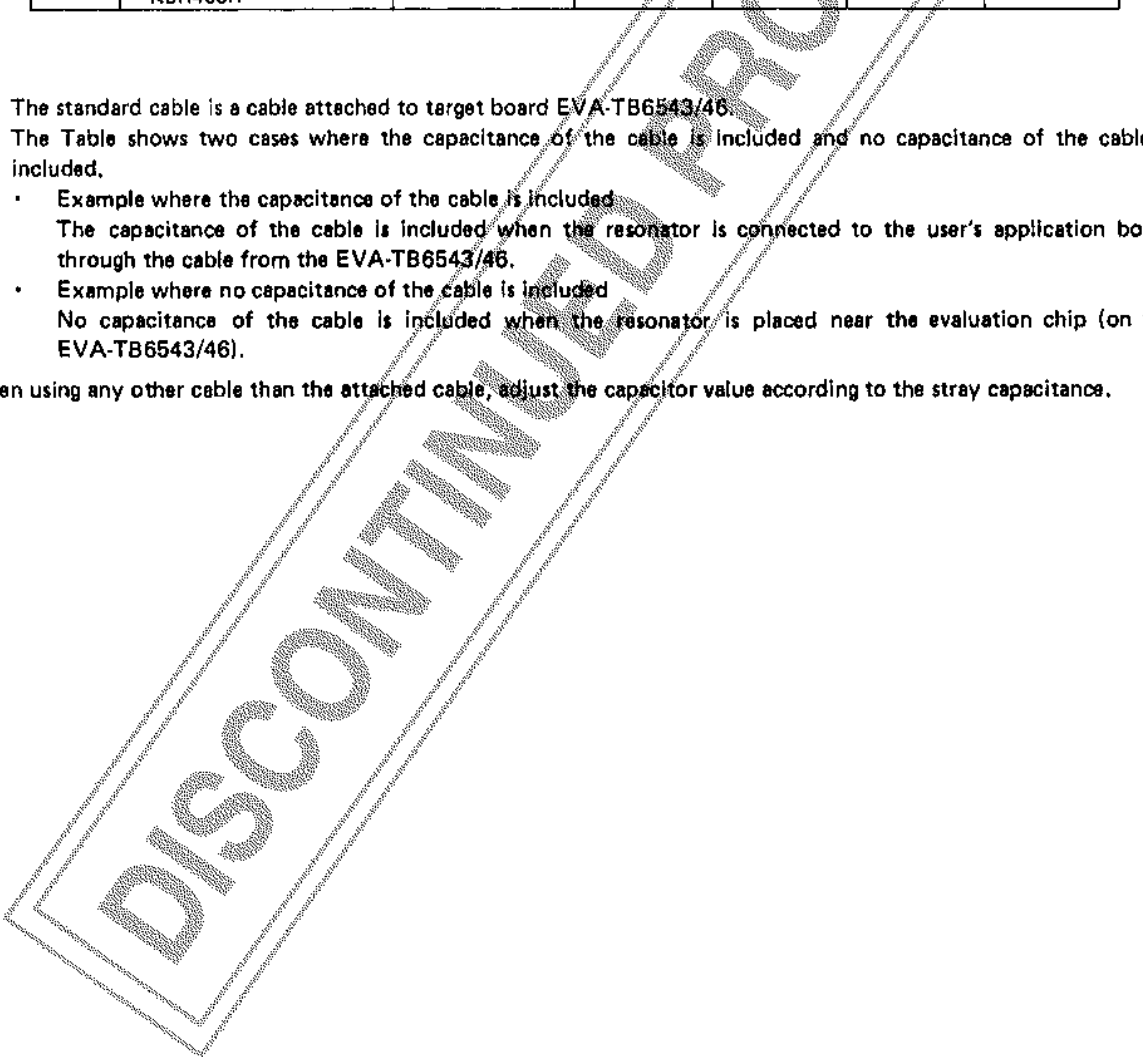 The standard cable is a cable attached to target board EVA-TB6543/46.
The Table shows two cases where the capacitance of the cable is included and no capacitance of the cable
included.
· Example where the capacitance of the cable is included
The capacitance of the cable is included when the resonator is connected to the user's application bo
through the cable from the EVA-TB6543/46.
· Example where no capacitance of the cable is included
No capacitance of the cable is included when the resonator is placed near the evaluation chip (on
EVA-TB6543/46).
en using any other cable than the attached cable, adjust the capacitor value according to the stray capacitance.
DISCONTINUED PRO